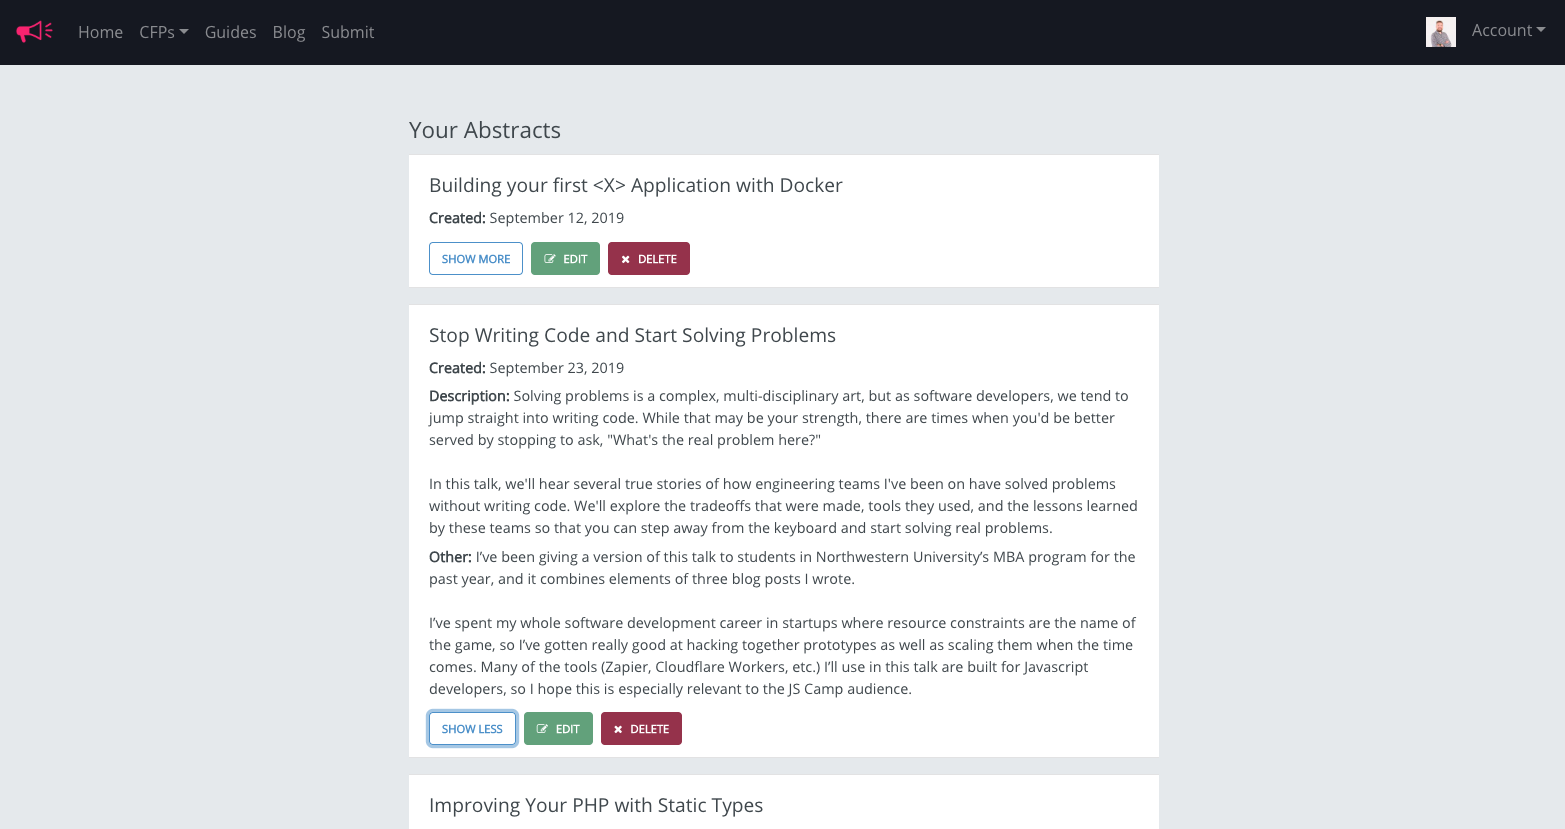 Home CFPs Guides Blog Submit Account
Your Abstracts
Building your first <X> Application with Docker
Created: September 12, 2019
SHOW MORE EDIT DELETE
Stop Writing Code and Start Solving Problems
Created: September 23, 2019
Description: Solving problems is a complex, multi-disciplinary art, but as software developers, we tend to
jump straight into writing code. While that may be your strength, there are times when you'd be better
served by stopping to ask, "What's the real problem here?"
In this talk, we'll hear several true stories of how engineering teams I've been on have solved problems
without writing code. We'll explore the tradeoffs that were made, tools they used, and the lessons learned
by these teams so that you can step away from the keyboard and start solving real problems.
Other: I’ve been giving a version of this talk to students in Northwestern University’s MBA program for the
past year, and it combines elements of three blog posts I wrote.
I’ve spent my whole software development career in startups where resource constraints are the name of
the game, so I’ve gotten really good at hacking together prototypes as well as scaling them when the time
comes. Many of the tools (Zapier, Cloudflare Workers, etc.) I’ll use in this talk are built for Javascript
developers, so I hope this is especially relevant to the JS Camp audience.
SHOW LESS EDIT DELETE
Improving Your PHP with Static Types